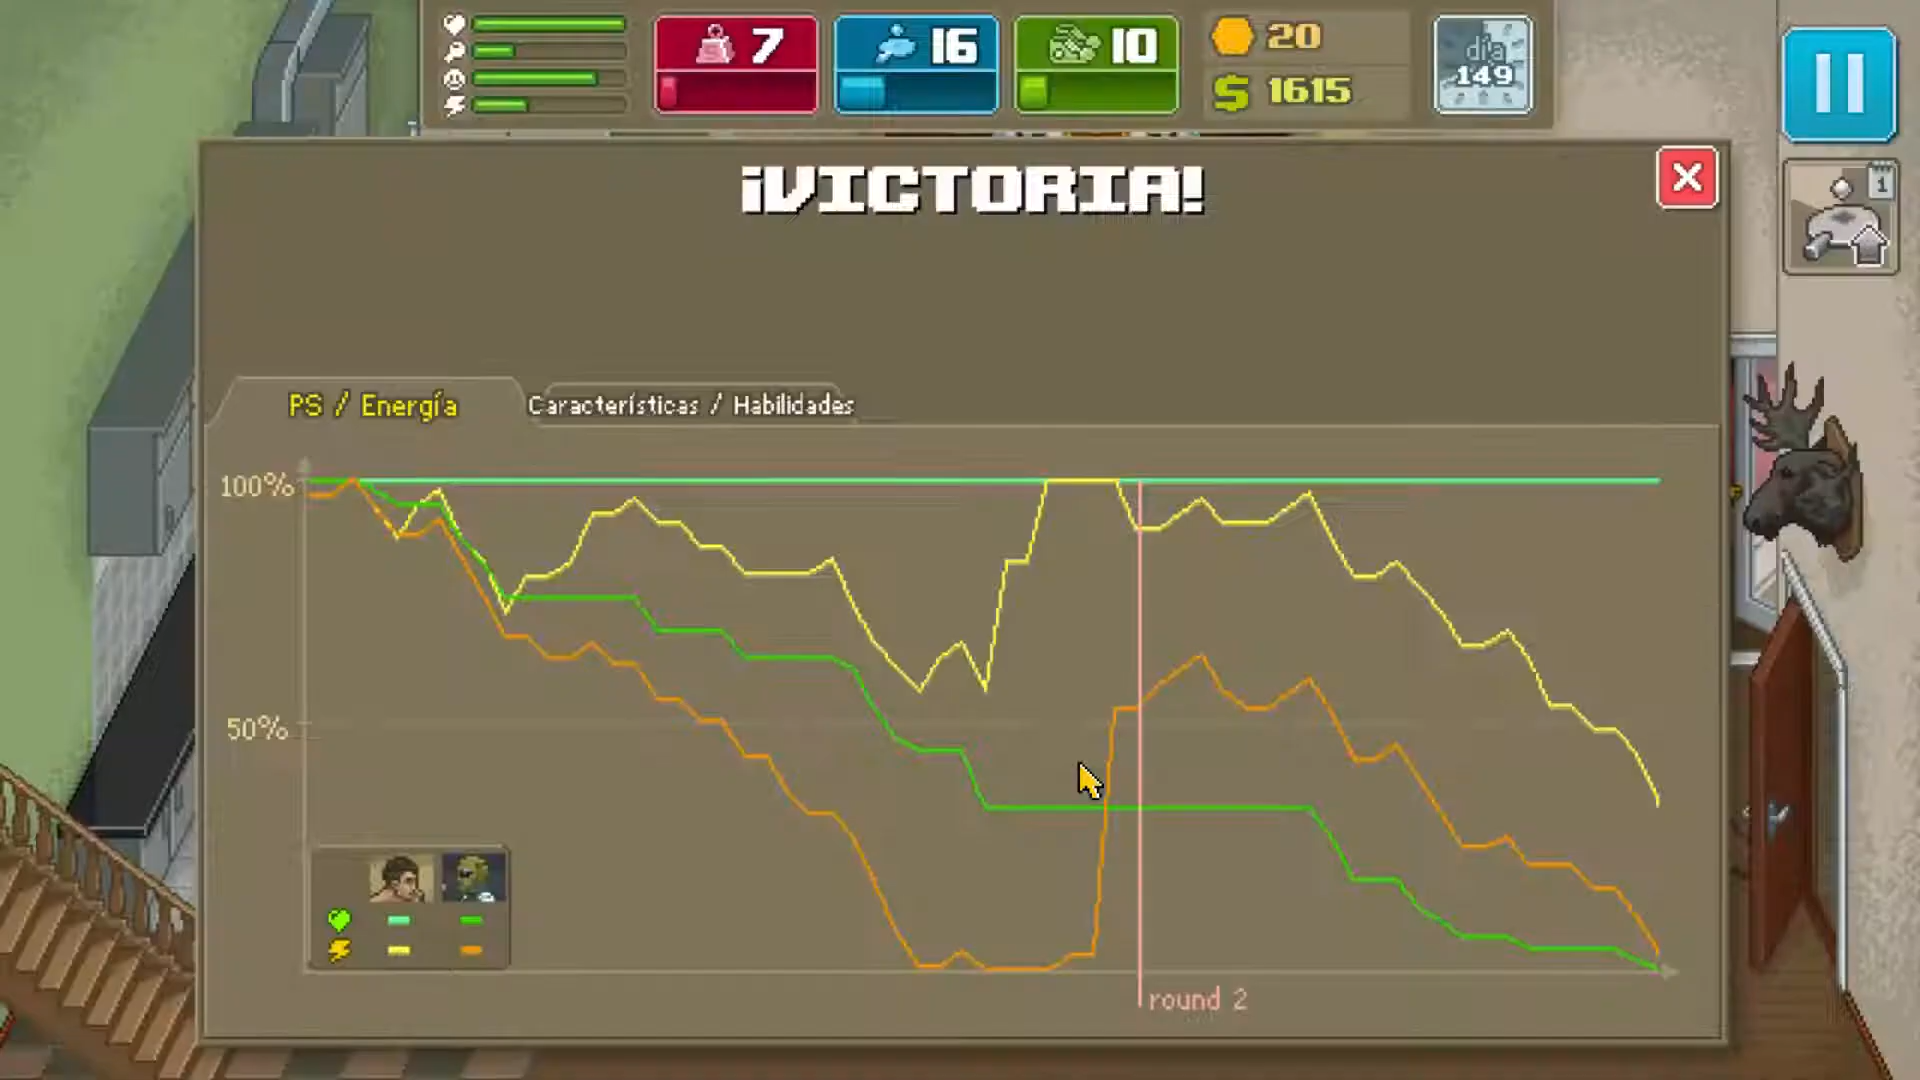 7
16
10
20
$ 1615
día
149
1
¡VICTORIA!
PS / Energía
Características / Habilidades
100%
50%
round 2